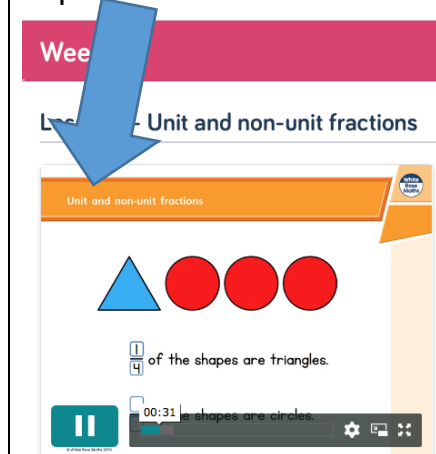 Wee
- Unit and non-unit fractions
White
Rose
Maths
Unit and non-unit fractions
1
4
of the shapes are triangles.
00:31
e shapes are circles.
© White Rose Maths 2019